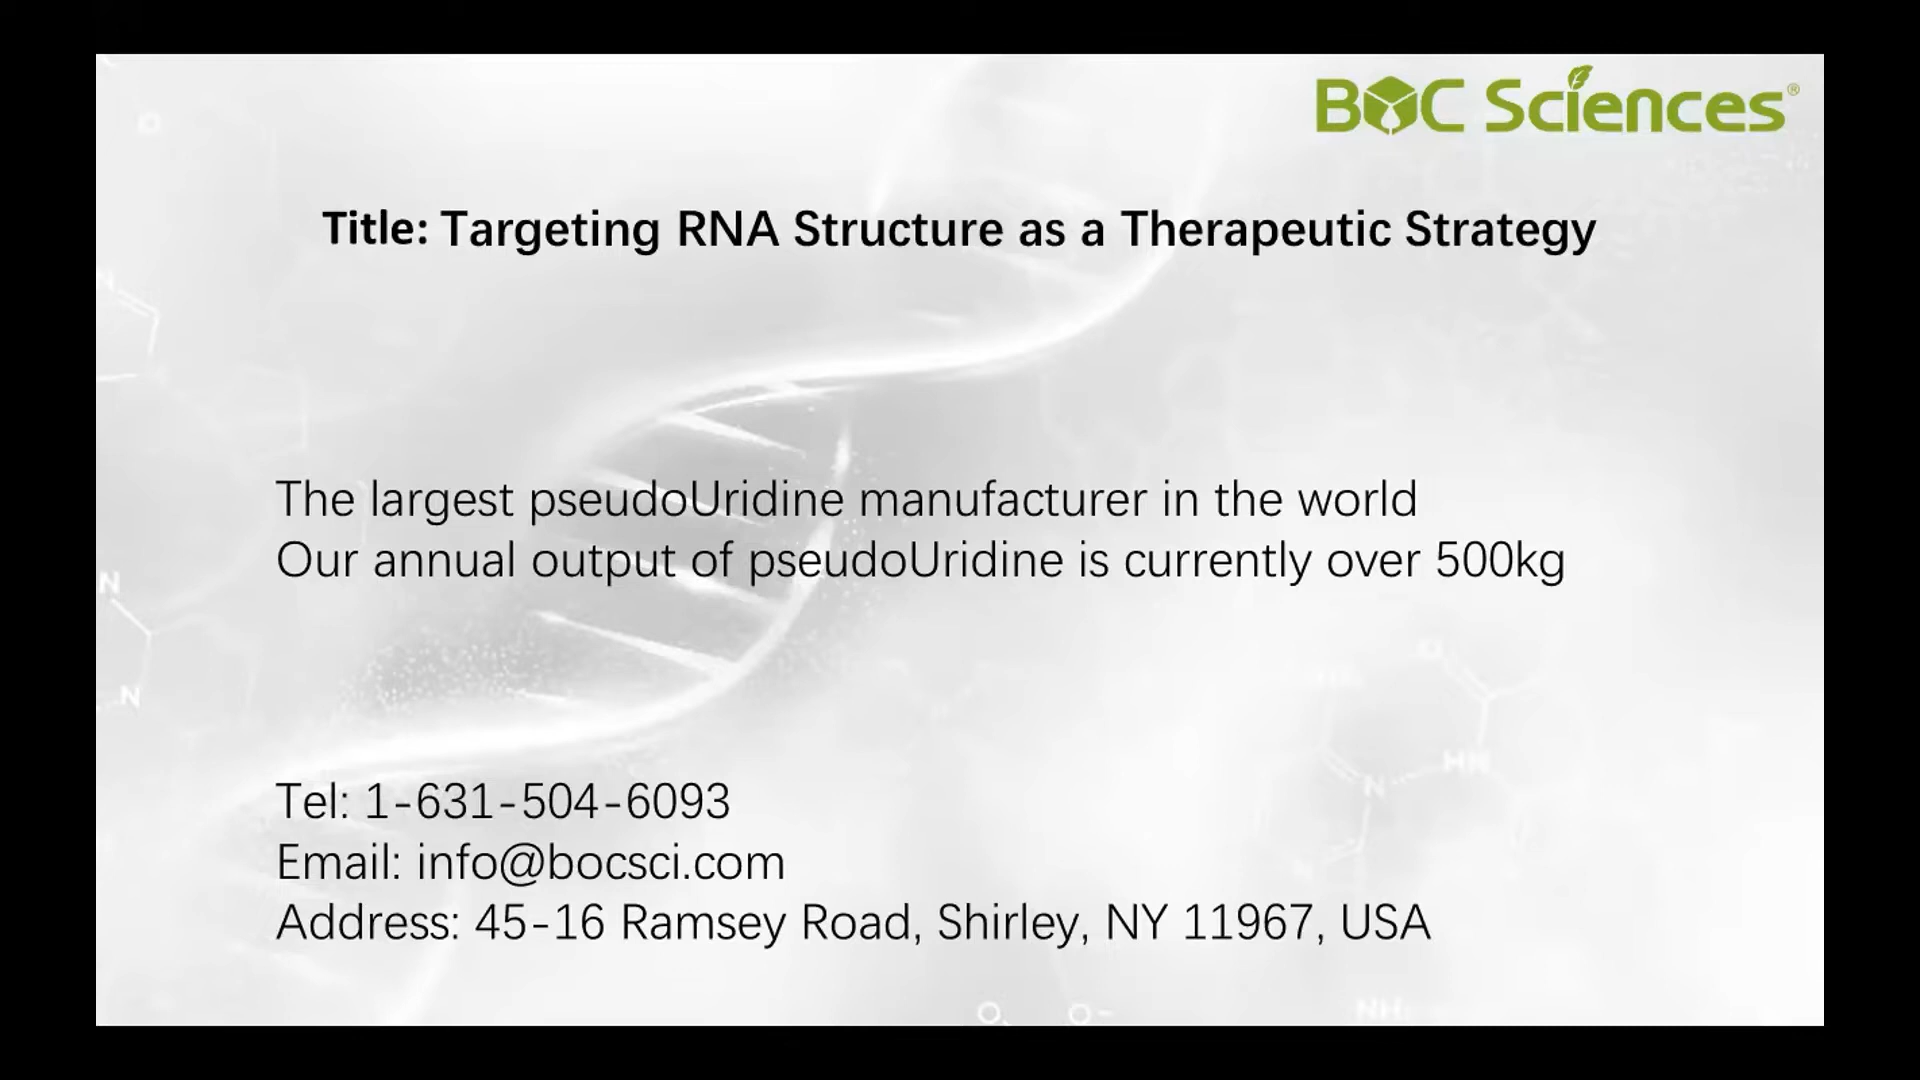 BOC Sciences®
Title: Targeting RNA Structure as a Therapeutic Strategy
The largest pseudoUridine manufacturer in the world
Our annual output of pseudoUridine is currently over 500kg
N
N
O
HN
N
Tel: 1-631-504-6093
Email: info@bocsci.com
Address: 45-16 Ramsey Road, Shirley, NY 11967, USA
O
O-
NH